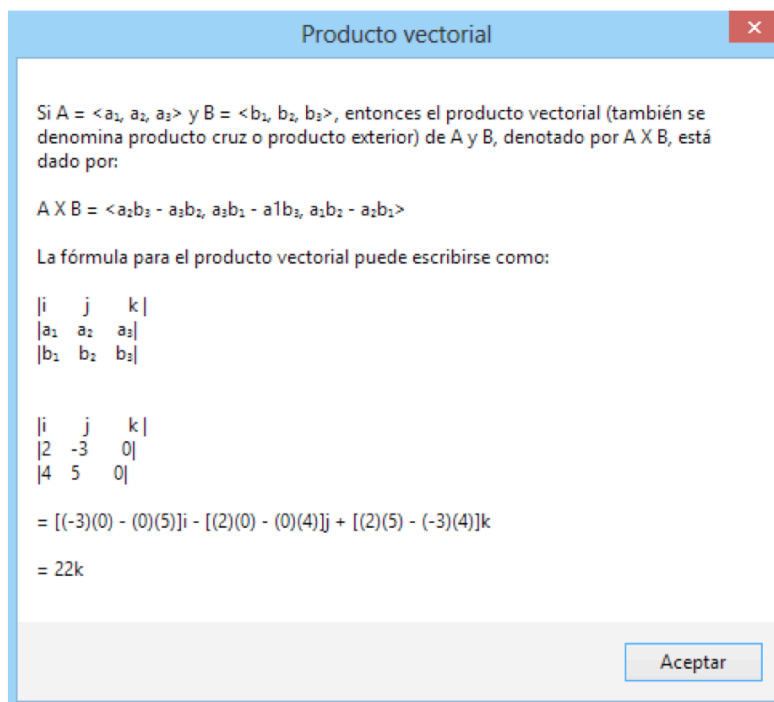 Producto vectorial
Si A = <a₁, a₂, a₃> y B = <b₁, b₂, b₃>, entonces el producto vectorial (también se
denomina producto cruz o producto exterior) de A y B, denotado por A X B, está
dado por:
A X B = <a₂b₃ - a₃b₂, a₃b₁ - a1b₃, a₁b₂ - a₂b₁>
La fórmula para el producto vectorial puede escribirse como:
|i j k|
|a₁ a₂ a₃|
|b₁ b₂ b₃|
|i j k|
|2 -3 0|
|4 5 0|
= [(-3)(0) - (0)(5)]i - [(2)(0) - (0)(4)]j + [(2)(5) - (-3)(4)]k
= 22k
Aceptar